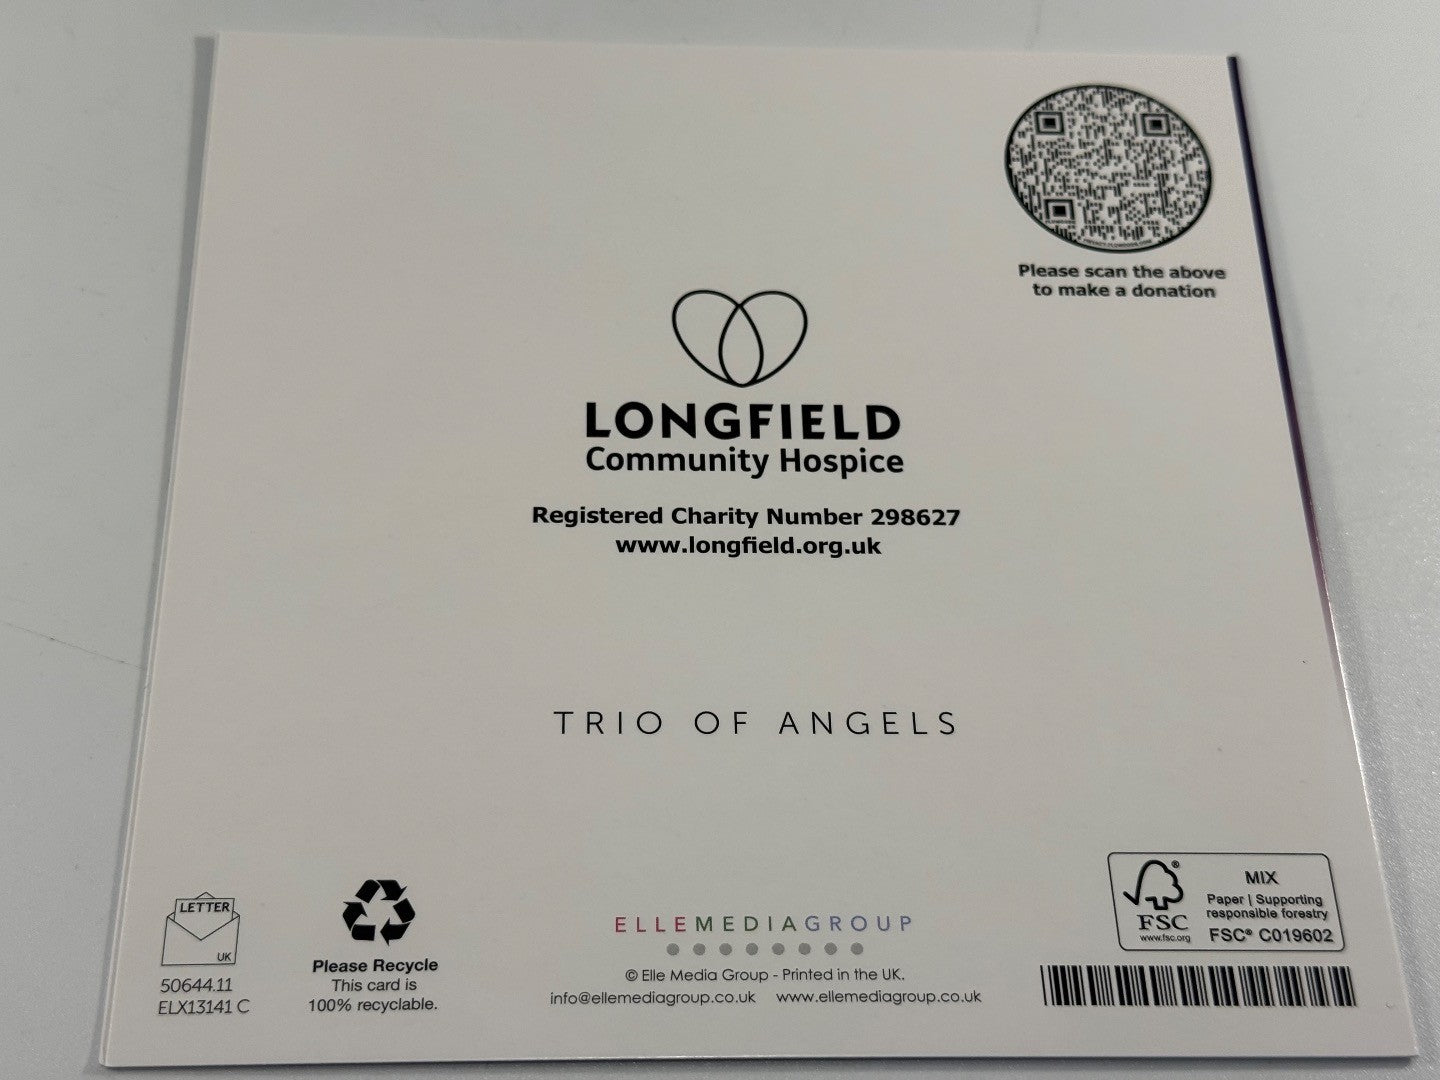 Please scan the above
to make a donation
LONGFIELD
Community Hospice
Registered Charity Number 298627
www.longfield.org.uk
TRIO OF ANGELS
LETTER
UK
50644.11
ELX13141 C
Please Recycle
This card is
100% recyclable.
ELLEMEDIAGROUP
© Elle Media Group - Printed in the UK.
info@ellemediagroup.co.uk www.ellemediagroup.co.uk
®
FSC
www.fsc.org
MIX
Paper | Supporting
responsible forestry
FSC® C019602